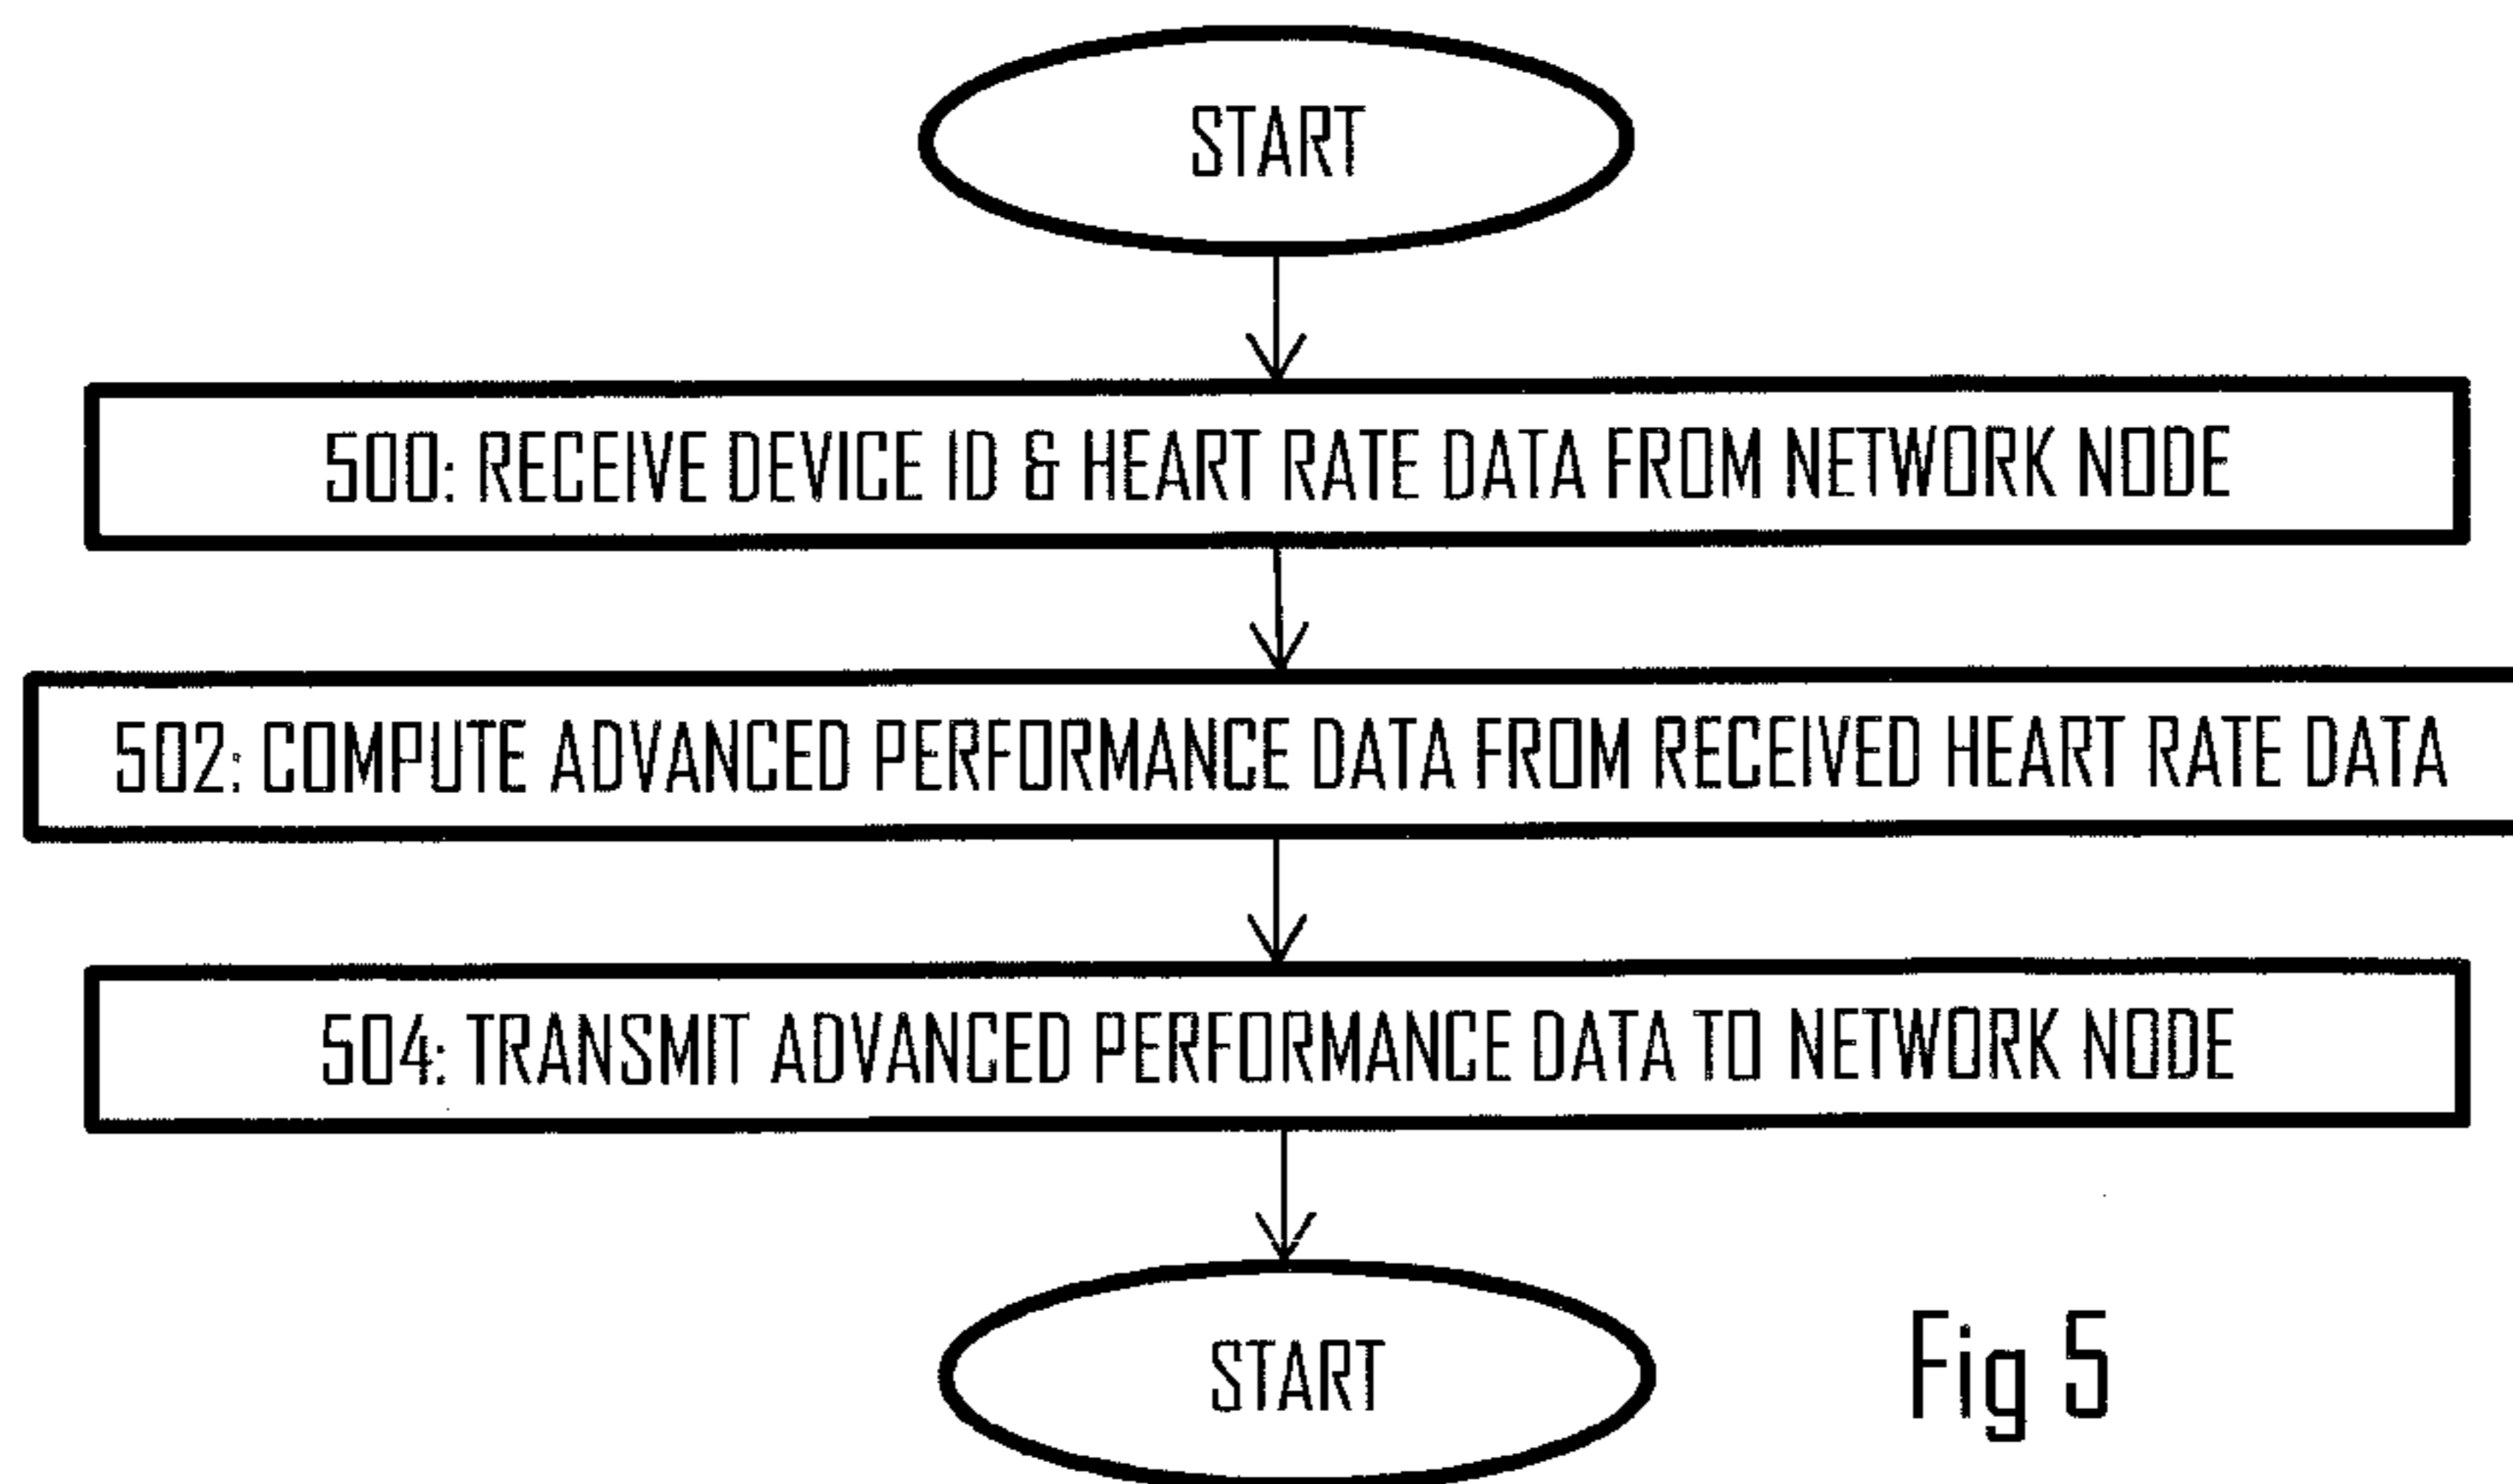 START
500: RECEIVE DEVICE ID & HEART RATE DATA FROM NETWORK NODE
502: COMPUTE ADVANCED PERFORMANCE DATA FROM RECEIVED HEART RATE DATA
504: TRANSMIT ADVANCED PERFORMANCE DATA TO NETWORK NODE
START
Fig 5